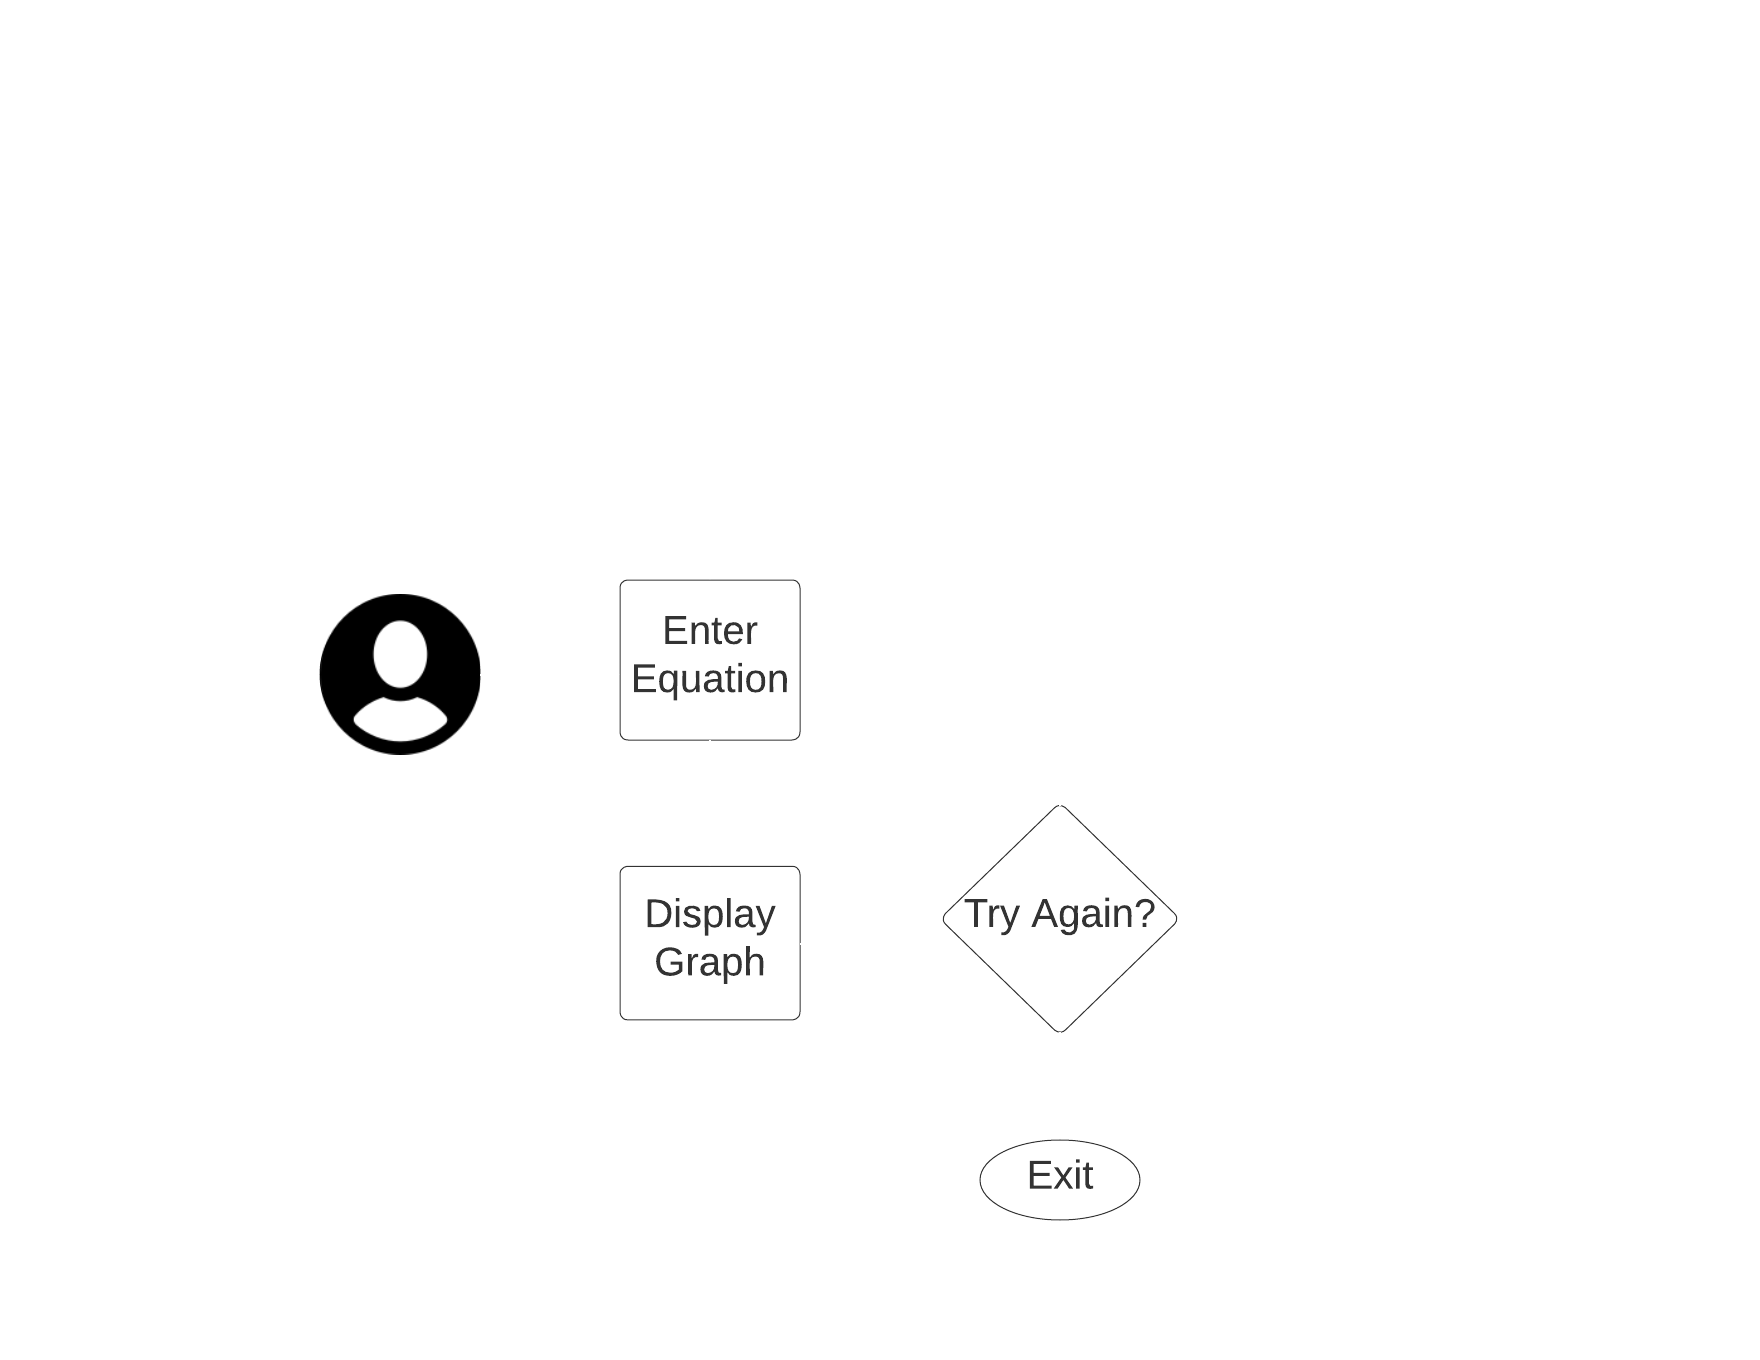 Enter
Equation
Display
Graph
Try Again?
Exit